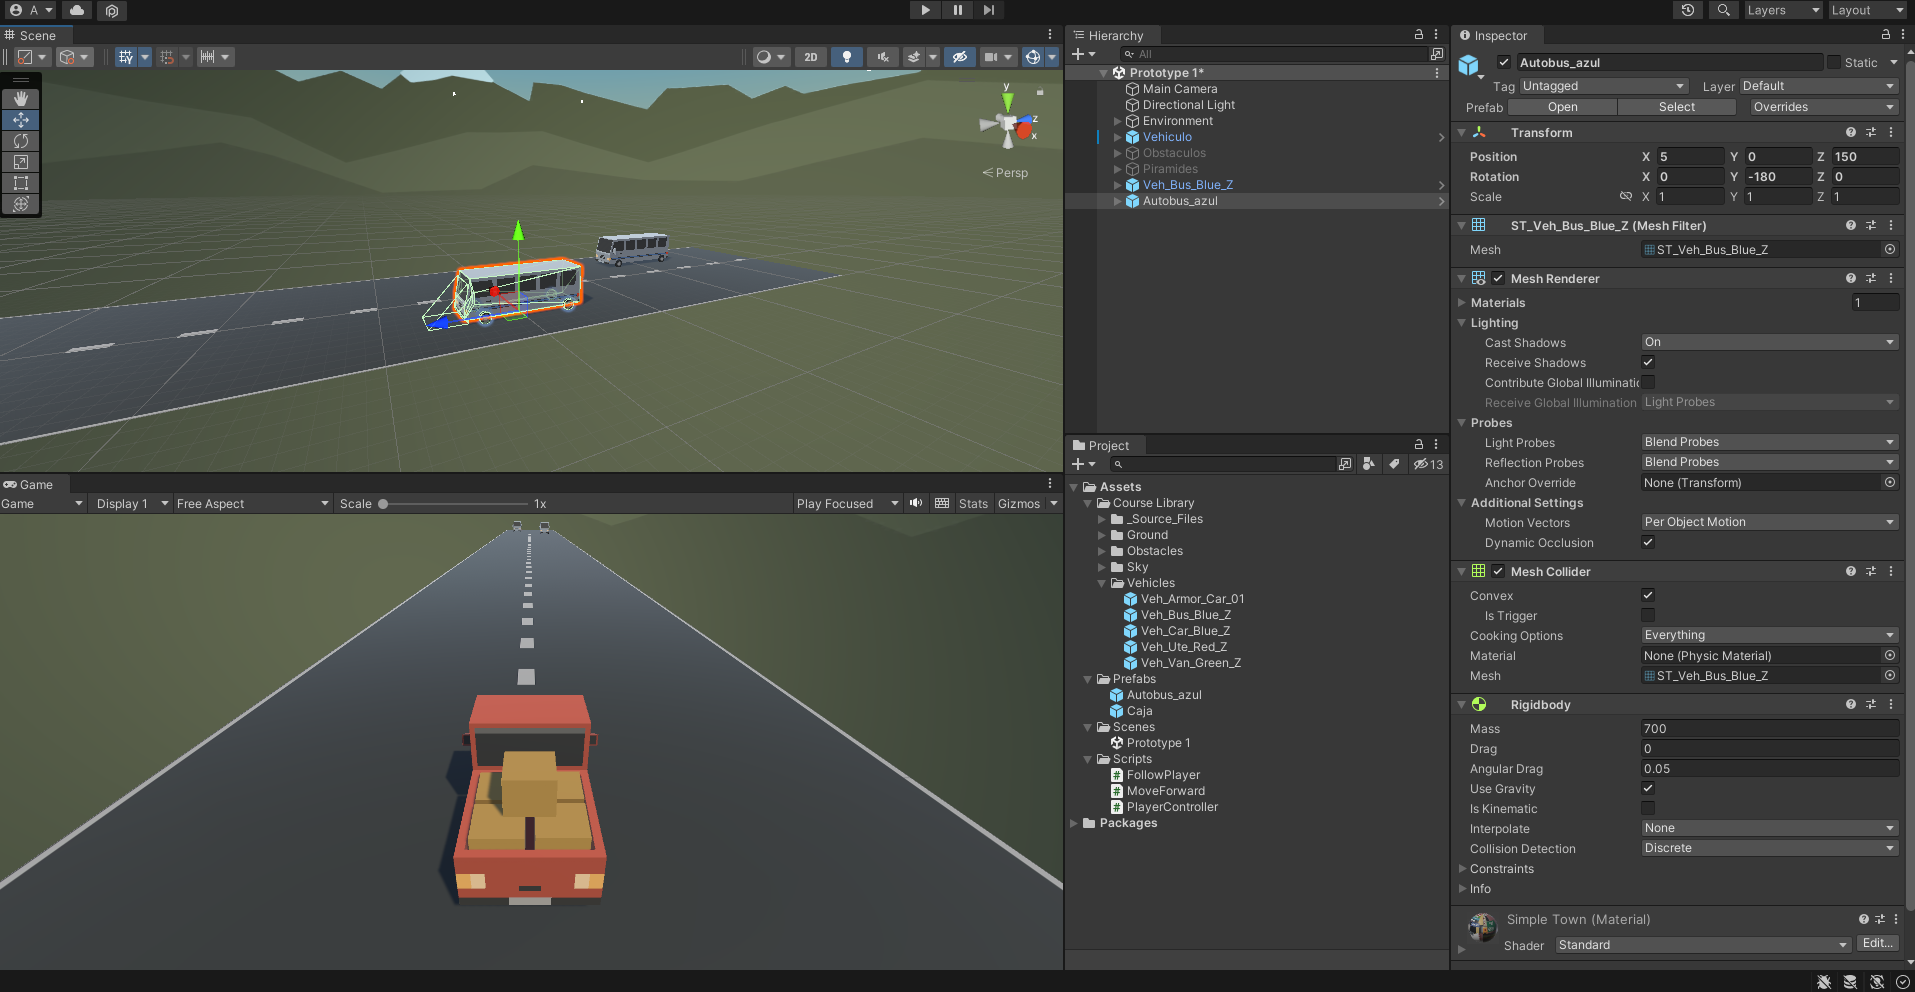 A
Layers
Layout
Scene
2D
y
z
x
Persp
Game
Game
Display 1
Free Aspect
Scale
1x
Play Focused
Stats
Gizmos
Hierarchy
All
Prototype 1*
Main Camera
Directional Light
Environment
Vehiculo
Obstaculos
Piramides
Veh_Bus_Blue_Z
Autobus_azul
Project
13
Assets
Course Library
_Source_Files
Ground
Obstacles
Sky
Vehicles
Veh_Armor_Car_01
Veh_Bus_Blue_Z
Veh_Car_Blue_Z
Veh_Ute_Red_Z
Veh_Van_Green_Z
Prefabs
Autobus_azul
Caja
Scenes
Prototype 1
Scripts
FollowPlayer
MoveForward
PlayerController
Packages
Inspector
Autobus_azul
Static
Tag Untagged Layer Default
Prefab Open Select Overrides
Transform
Position X 5 Y 0 Z 150
Rotation X 0 Y -180 Z 0
Scale X 1 Y 1 Z 1
ST_Veh_Bus_Blue_Z (Mesh Filter)
Mesh ST_Veh_Bus_Blue_Z
Mesh Renderer
Materials 1
Lighting
Cast Shadows On
Receive Shadows
Contribute Global Illuminatic
Receive Global Illumination Light Probes
Probes
Light Probes Blend Probes
Reflection Probes Blend Probes
Anchor Override None (Transform)
Additional Settings
Motion Vectors Per Object Motion
Dynamic Occlusion
Mesh Collider
Convex
Is Trigger
Cooking Options Everything
Material None (Physic Material)
Mesh ST_Veh_Bus_Blue_Z
Rigidbody
Mass 700
Drag 0
Angular Drag 0.05
Use Gravity
Is Kinematic
Interpolate None
Collision Detection Discrete
Constraints
Info
Simple Town (Material)
Shader Standard Edit...